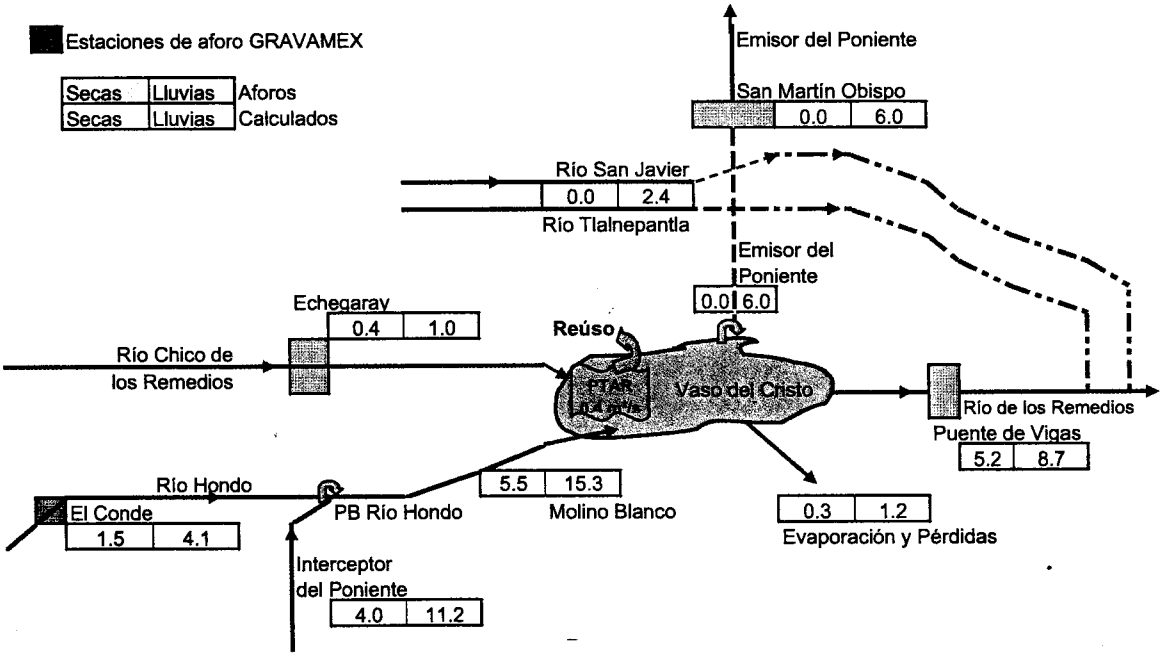 Estaciones de aforo GRAVAMEX
Secas Lluvias Aforos
Secas Lluvias Calculados
Emisor del Poniente
San Martín Obispo
0.0 6.0
Río San Javier
0.0 2.4
Río Tlalnepantla
Emisor del
Poniente
0.0 6.0
Echegaray
0.4 1.0
Reúso
Río Chico de
los Remedios
PTAR
0.4 m³/s
Vaso del Cristo
Río de los Remedios
Puente de Vigas
5.2 8.7
Río Hondo
5.5 15.3
El Conde
PB Río Hondo
Molino Blanco
1.5 4.1
0.3 1.2
Evaporación y Pérdidas
Interceptor
del Poniente
4.0 11.2